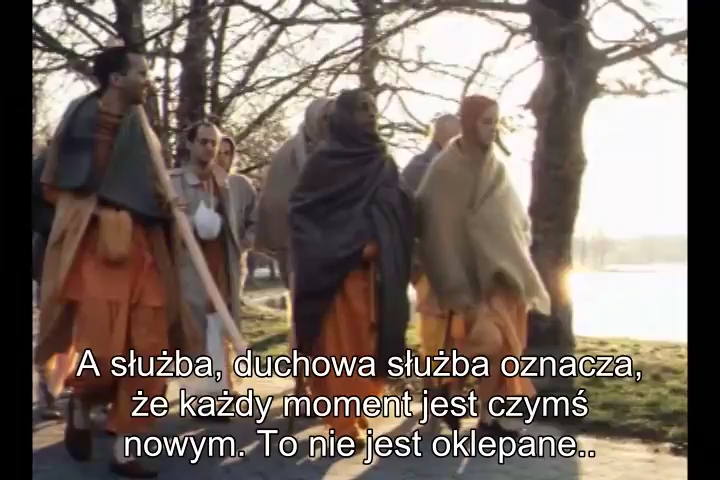 A służba, duchowa służba oznacza,
że każdy moment jest czymś
nowym. To nie jest oklepane..